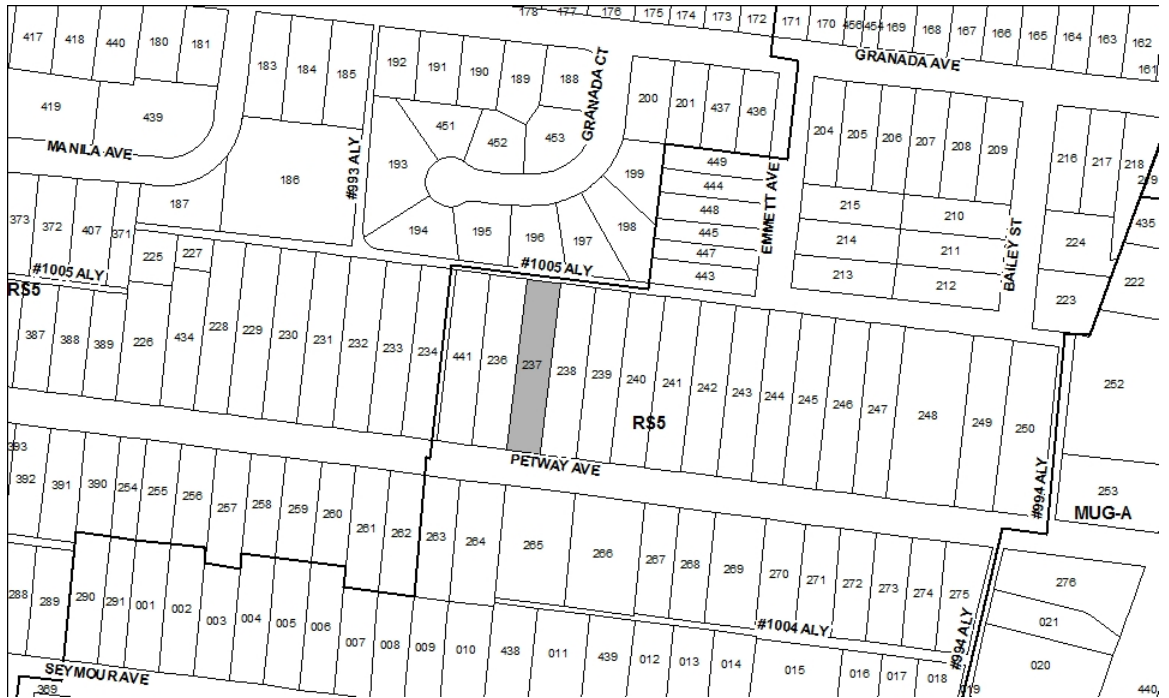 178 177 176 175 174 173 172 171 170 456 454 169 168 167 166 165 164 163 162
417 418 440 180 181 161
183 184 185 192 191 190 189 188 GRANADA CT GRANADA AVE
419 439 200 201 437 436
451 452 453 204 205 206 207 208 209
MANILA AVE #993 ALY 193 449 216 217 218
186 199 444 EMMETT AVE 209
187 448 215 210 435
373 372 407 371 194 195 196 197 198 445 214 211 BAILEY ST 224
225 227 447 222
#1005 ALY #1005 ALY 443 213 212 223
RS5
387 388 389 226 434 228 229 230 231 232 233 234 441 236 237 238 239 240 241 242 243 244 245 246 247 248 249 250 252
RS5
393 PETWAY AVE
392 391 390 254 255 256 257 258 259 260 261 262 263 264 265 266 267 268 269 270 271 272 273 274 275 #994 ALY 253
MUG-A
276
288 289 290 291 001 002 003 004 005 006 007 008 009 010 438 011 439 012 013 014 015 016 017 018 #1004 ALY #994 ALY 021
020
SEYMOUR AVE 019
369 440